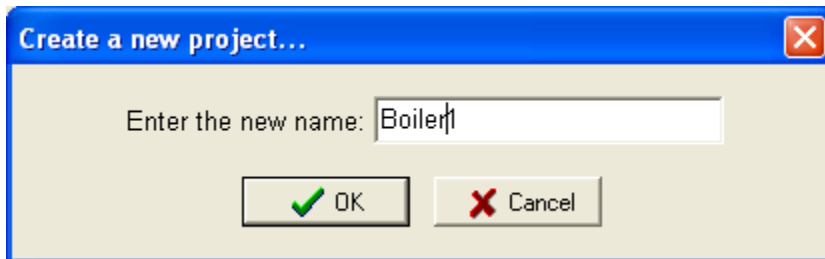 Create a new project...
Enter the new name: Boiler1
OK Cancel